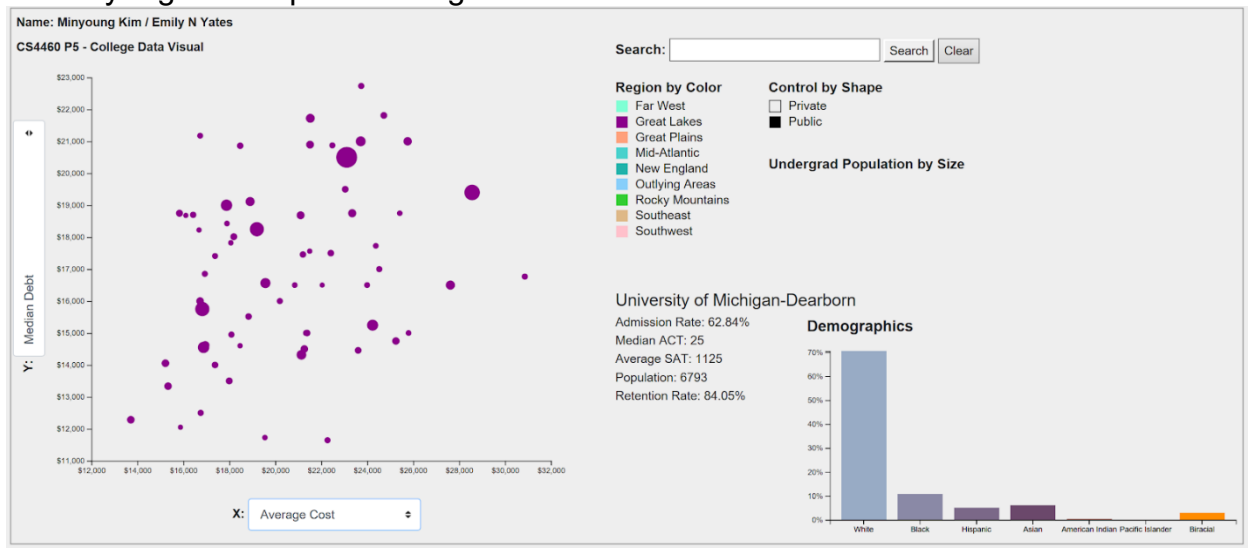 Name: Minyoung Kim / Emily N Yates
CS4460 P5 - College Data Visual
$23,000
$22,000
$21,000
$20,000
$19,000
$18,000
$17,000
$16,000
$15,000
$14,000
$13,000
$12,000
$11,000
Y: Median Debt
$12,000 $14,000 $16,000 $18,000 $20,000 $22,000 $24,000 $26,000 $28,000 $30,000 $32,000
X: Average Cost
Search: Search Clear
Region by Color
Far West
Great Lakes
Great Plains
Mid-Atlantic
New England
Outlying Areas
Rocky Mountains
Southeast
Southwest
Control by Shape
Private
Public
Undergrad Population by Size
University of Michigan-Dearborn
Admission Rate: 62.84%
Median ACT: 25
Average SAT: 1125
Population: 6793
Retention Rate: 84.05%
Demographics
70%
60%
50%
40%
30%
20%
10%
0%
White Black Hispanic Asian American Indian Pacific Islander Biracial